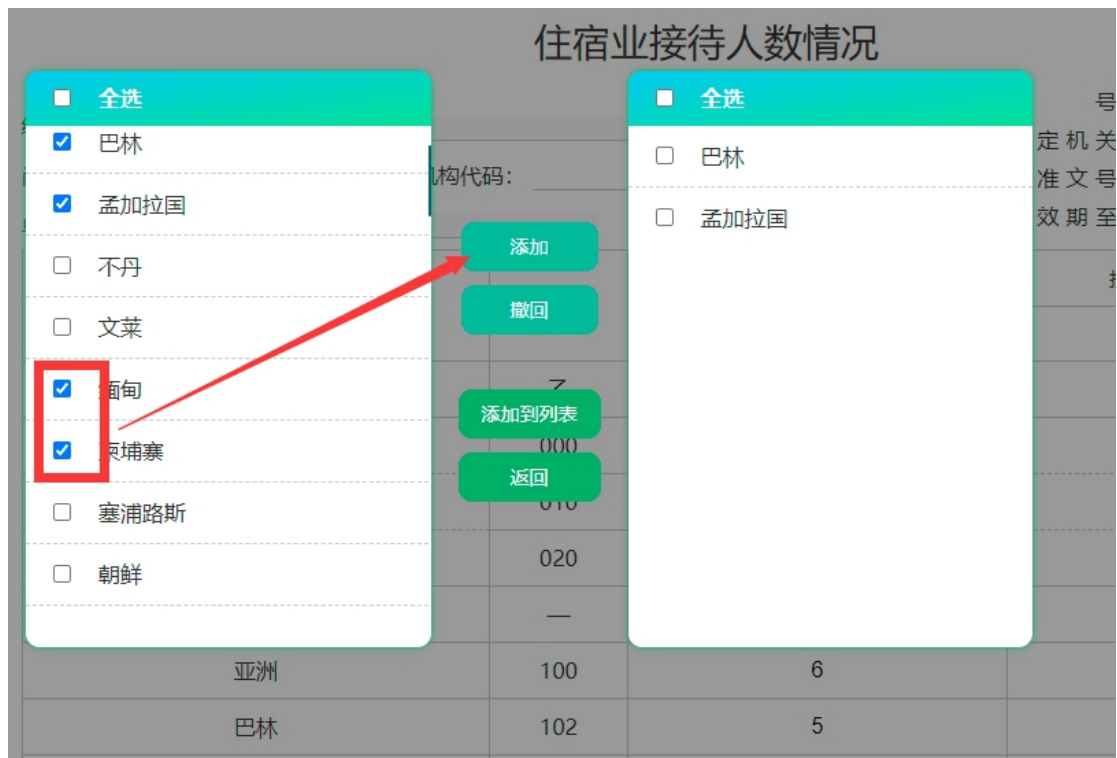 住宿业接待人数情况
全选
巴林
孟加拉国
不丹
文莱
缅甸
柬埔寨
塞浦路斯
朝鲜
机构代码:
添加
撤回
乙
添加到列表
000
返回
010
020
—
全选
巴林
孟加拉国
号
定机关
准文号
效期至
亚洲 100 6
巴林 102 5